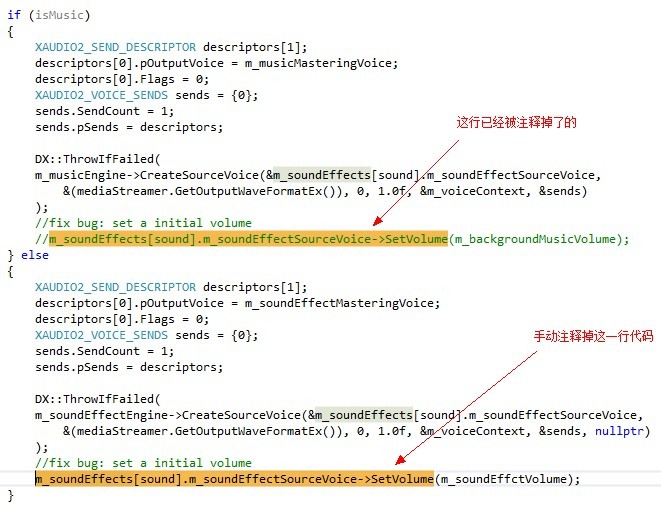 if (isMusic)
{
XAUDIO2_SEND_DESCRIPTOR descriptors[1];
descriptors[0].pOutputVoice = m_musicMasteringVoice;
descriptors[0].Flags = 0;
XAUDIO2_VOICE_SENDS sends = {0};
sends.SendCount = 1;
sends.pSends = descriptors;
这行已经被注释掉了的
DX::ThrowIfFailed(
m_musicEngine->CreateSourceVoice(&m_soundEffects[sound].m_soundEffectSourceVoice,
&(mediaStreamer.GetOutputWaveFormatEx()), 0, 1.0f, &m_voiceContext, &sends)
);
//fix bug: set a initial volume
//m_soundEffects[sound].m_soundEffectSourceVoice->SetVolume(m_backgroundMusicVolume);
} else
{
XAUDIO2_SEND_DESCRIPTOR descriptors[1];
descriptors[0].pOutputVoice = m_soundEffectMasteringVoice;
descriptors[0].Flags = 0;
XAUDIO2_VOICE_SENDS sends = {0};
sends.SendCount = 1;
手动注释掉这一行代码
sends.pSends = descriptors;
DX::ThrowIfFailed(
m_soundEffectEngine->CreateSourceVoice(&m_soundEffects[sound].m_soundEffectSourceVoice,
&(mediaStreamer.GetOutputWaveFormatEx()), 0, 1.0f, &m_voiceContext, &sends, nullptr)
);
//fix bug: set a initial volume
m_soundEffects[sound].m_soundEffectSourceVoice->SetVolume(m_soundEffctVolume);
}